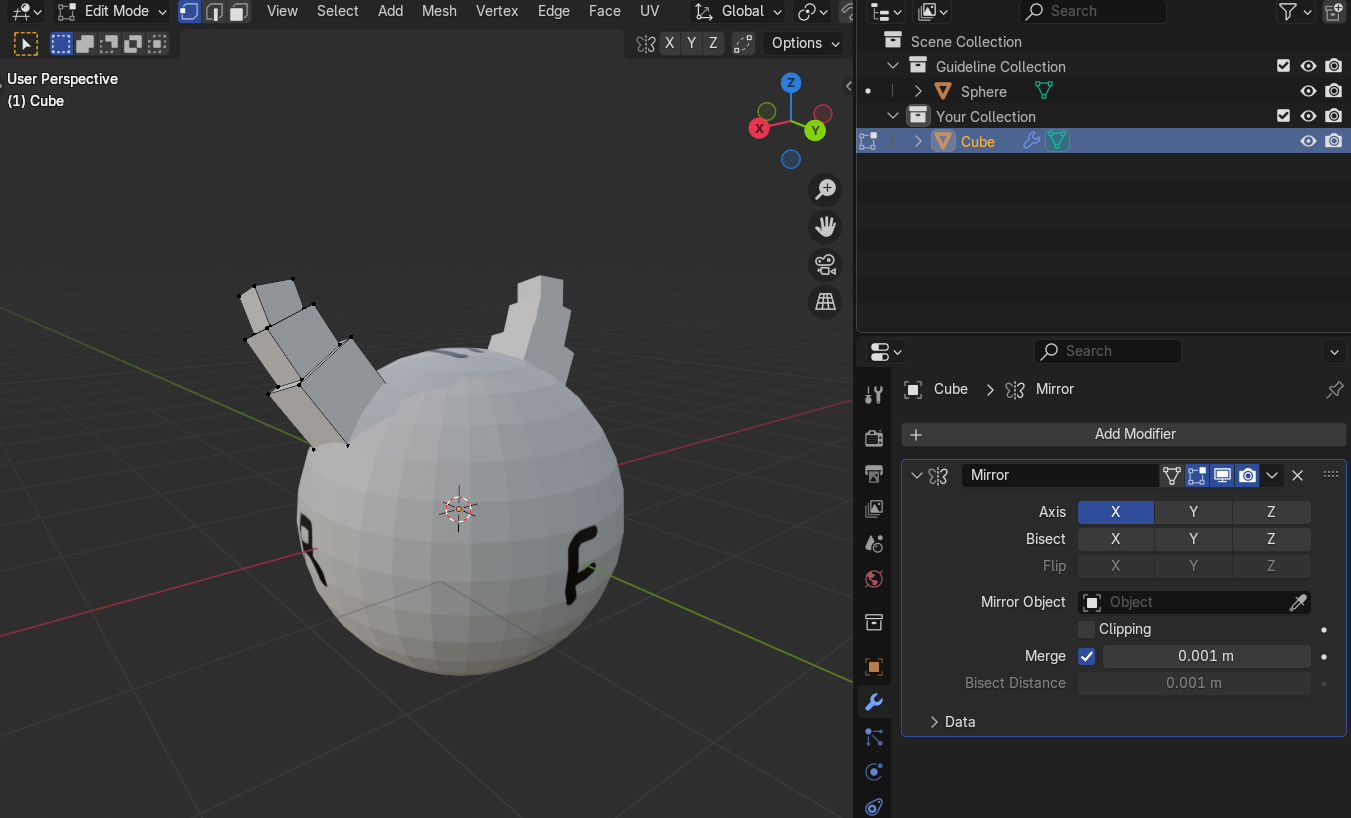 Edit Mode View Select Add Mesh Vertex Edge Face UV Global Search
X Y Z Options
Scene Collection
User Perspective
(1) Cube
Guideline Collection
Sphere
Your Collection
Cube
Z
X
Y
Search
Cube > Mirror
+ Add Modifier
Mirror
Axis X Y Z
Bisect X Y Z
Flip X Y Z
Mirror Object Object
Clipping
Merge 0.001 m
Bisect Distance 0.001 m
Data
R
F